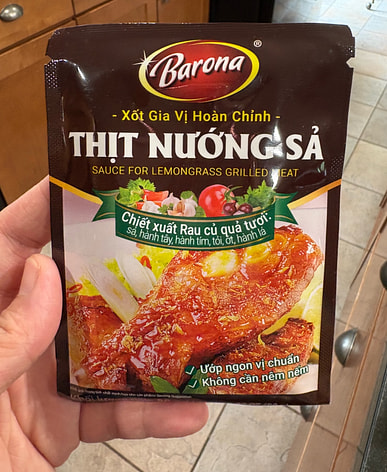 Barona®
- Xốt Gia Vị Hoàn Chỉnh -
THỊT NƯỚNG SẢ
SAUCE FOR LEMONGRASS GRILLED MEAT
Chiết xuất Rau củ quả tươi:
sả, hành tây, hành tím, tỏi, ớt, hành lá
✓ Ướp ngon vị chuẩn
✓ Không cần nêm nếm